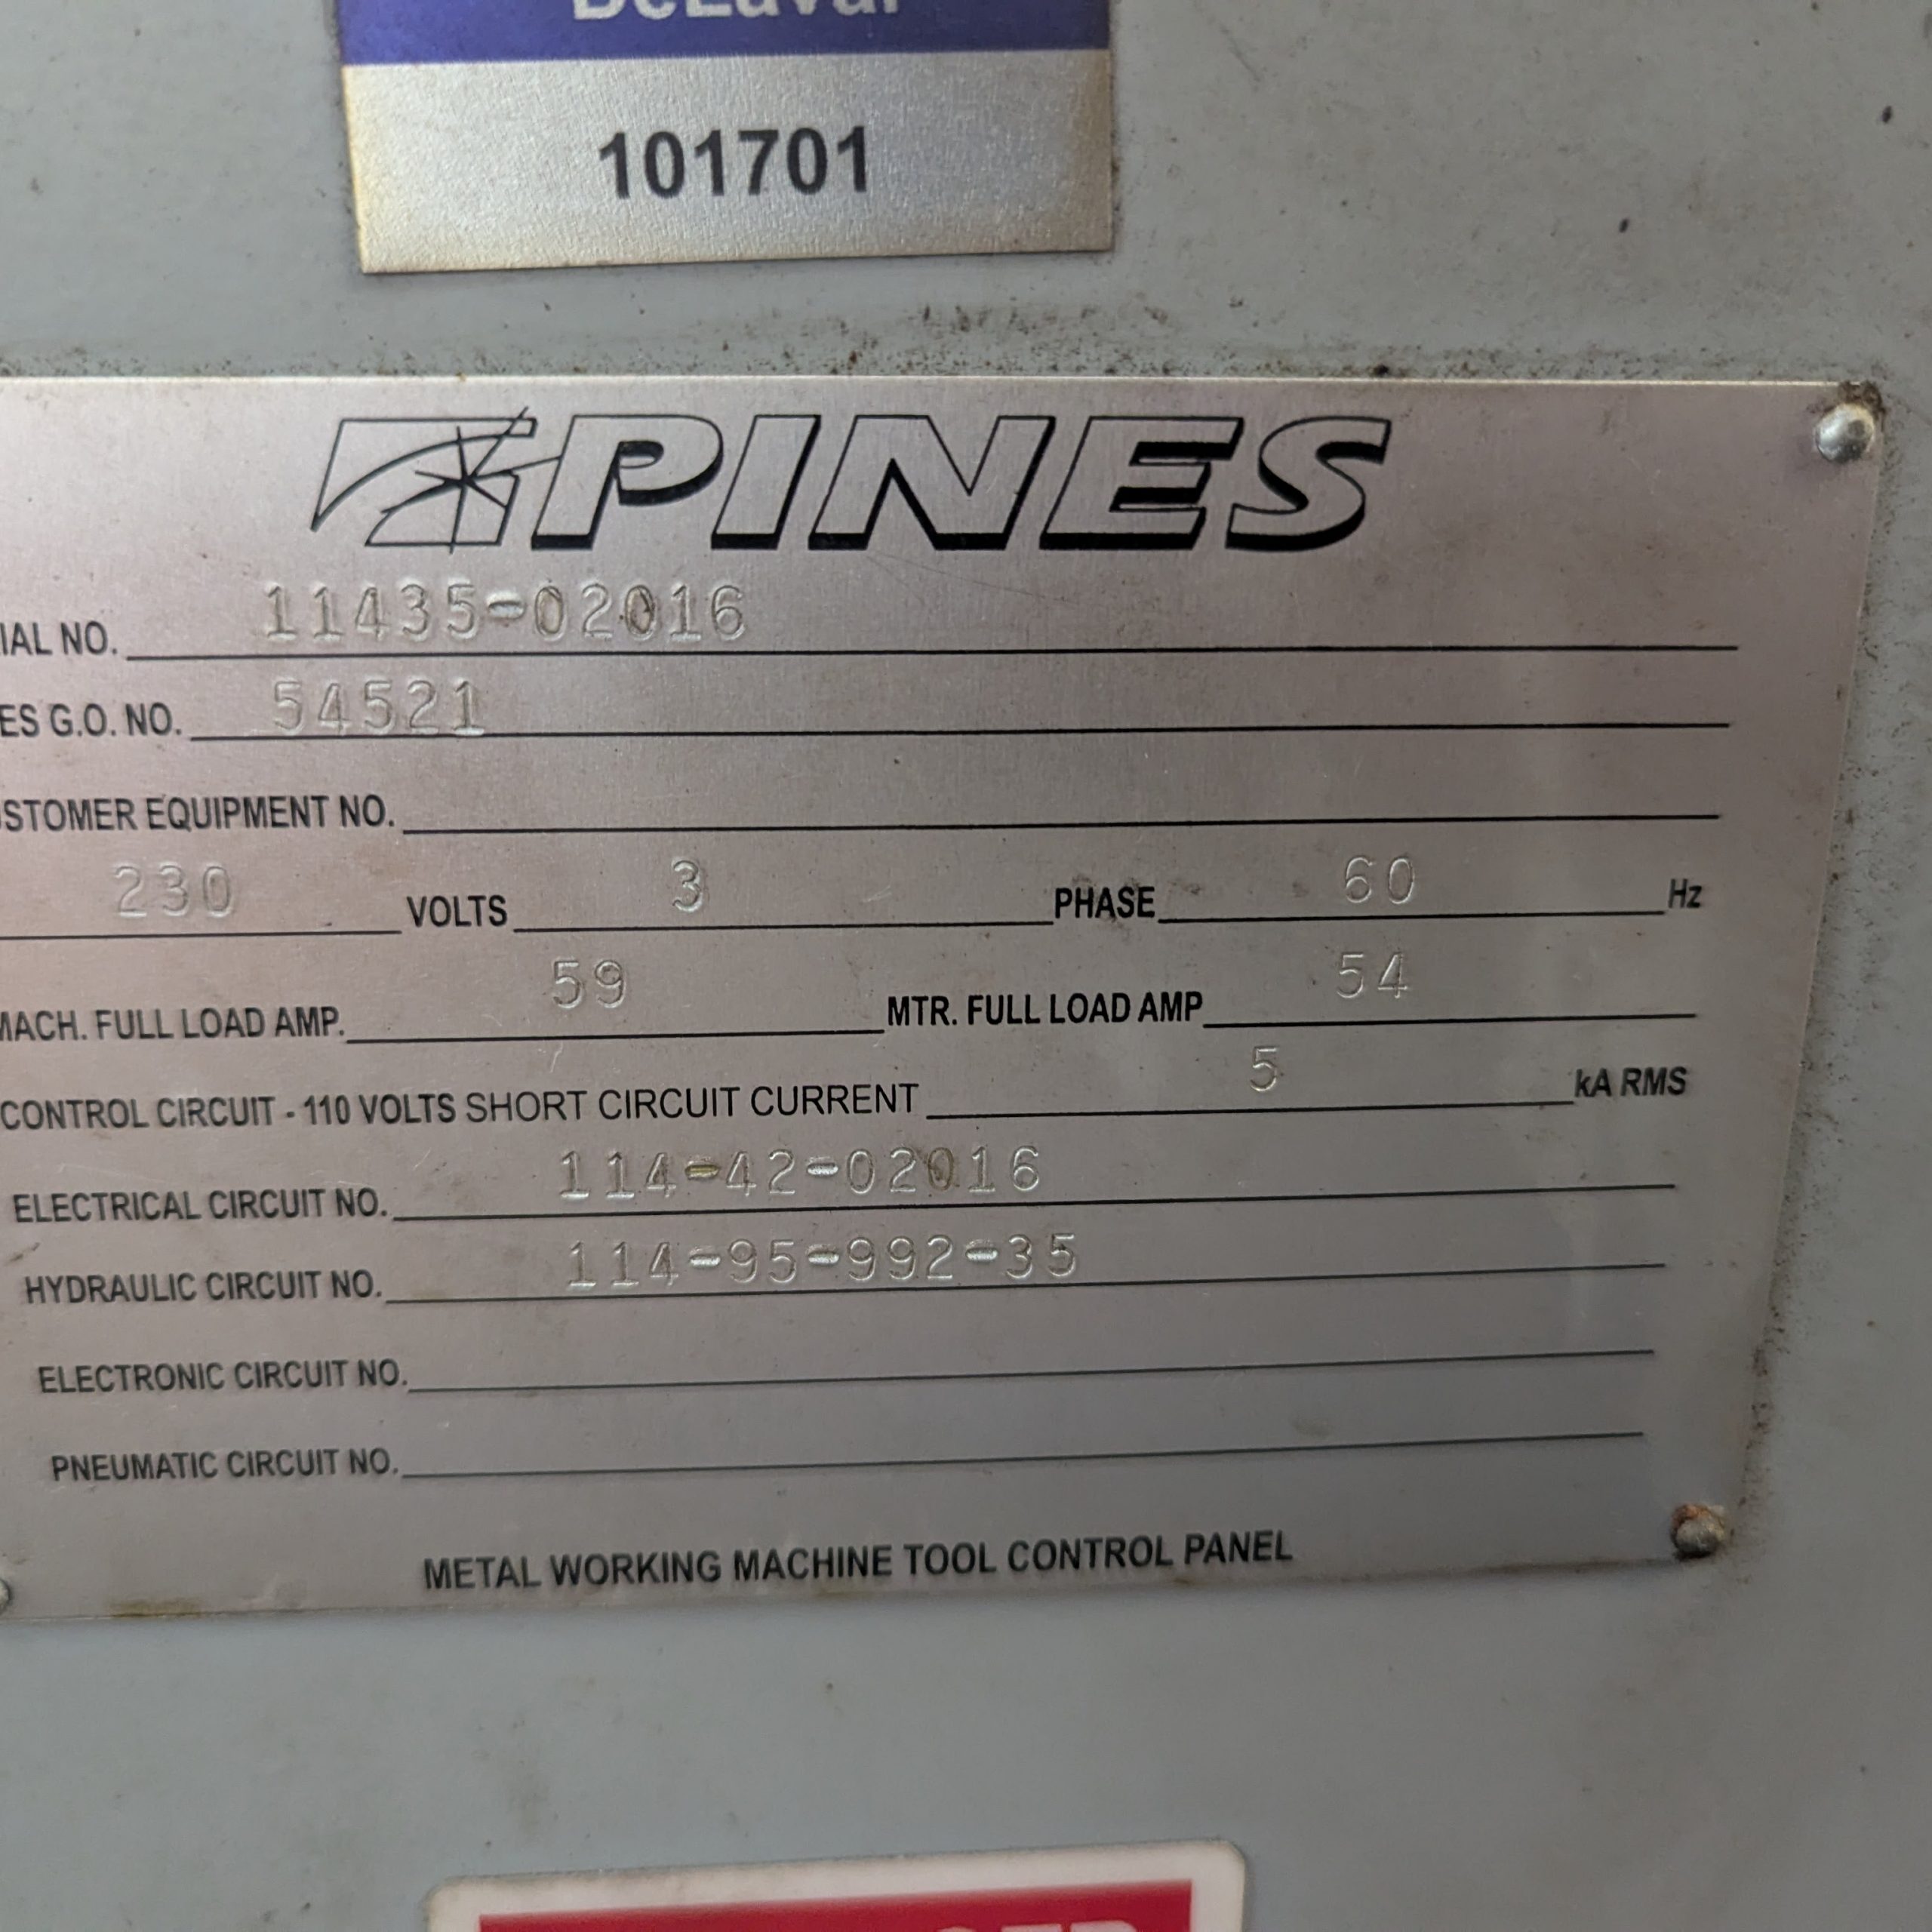 DeLaval
101701
PINES
IAL NO. 11435-02016
ES G.O. NO. 54521
STOMER EQUIPMENT NO.
230 VOLTS 3 PHASE 60 Hz
MACH. FULL LOAD AMP. 59 MTR. FULL LOAD AMP 54
CONTROL CIRCUIT - 110 VOLTS SHORT CIRCUIT CURRENT 5 kA RMS
ELECTRICAL CIRCUIT NO. 114-42-02016
HYDRAULIC CIRCUIT NO. 114-95-992-35
ELECTRONIC CIRCUIT NO.
PNEUMATIC CIRCUIT NO.
METAL WORKING MACHINE TOOL CONTROL PANEL